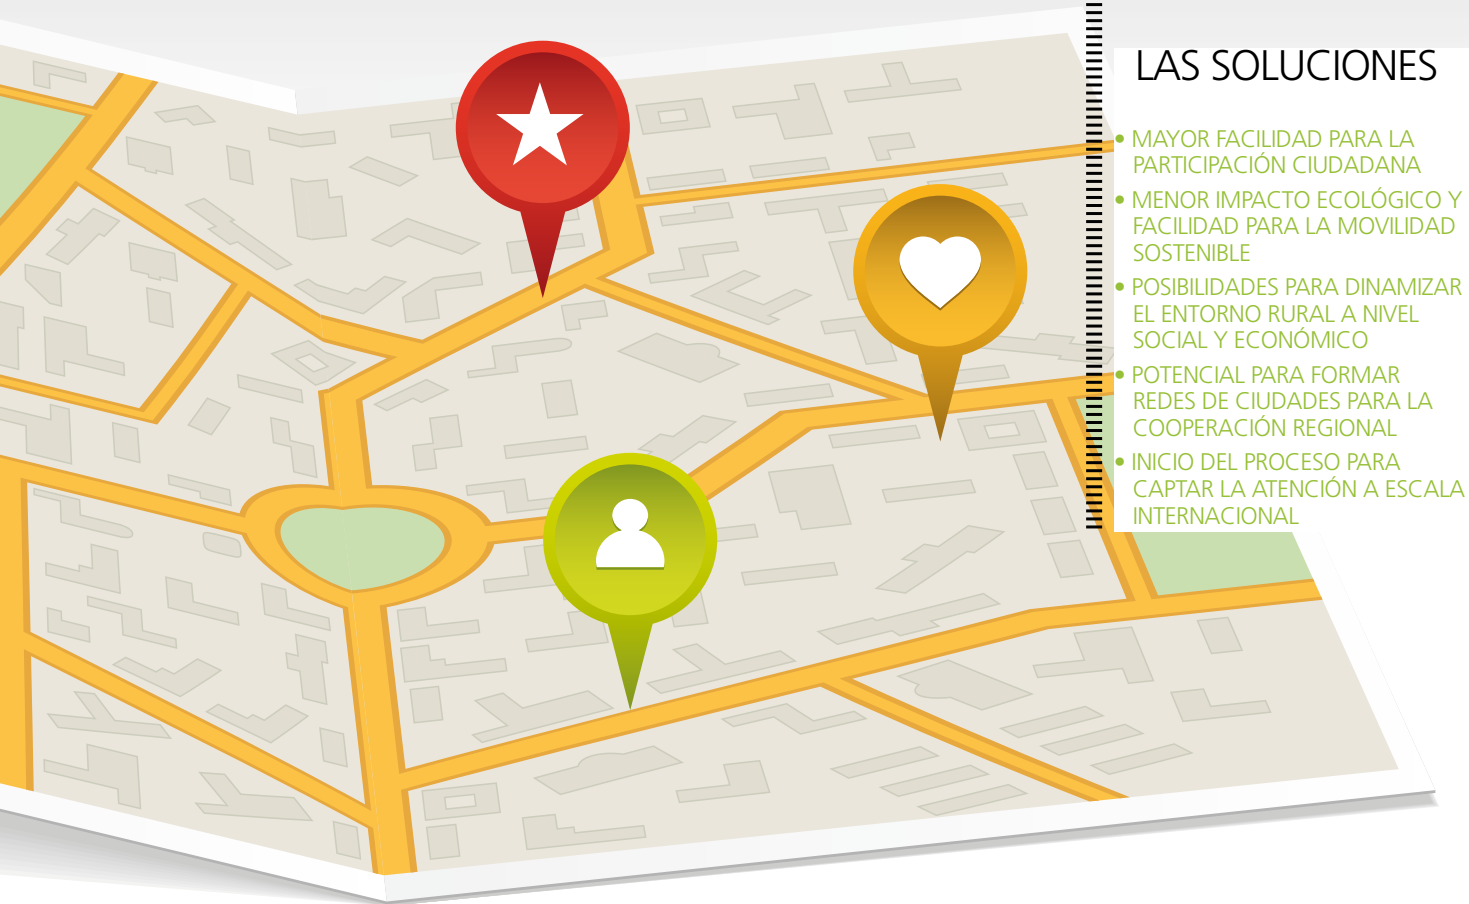 LAS SOLUCIONES
• MAYOR FACILIDAD PARA LA
PARTICIPACIÓN CIUDADANA
• MENOR IMPACTO ECOLÓGICO Y
FACILIDAD PARA LA MOVILIDAD
SOSTENIBLE
• POSIBILIDADES PARA DINAMIZAR
EL ENTORNO RURAL A NIVEL
SOCIAL Y ECONÓMICO
• POTENCIAL PARA FORMAR
REDES DE CIUDADES PARA LA
COOPERACIÓN REGIONAL
• INICIO DEL PROCESO PARA
CAPTAR LA ATENCIÓN A ESCALA
INTERNACIONAL